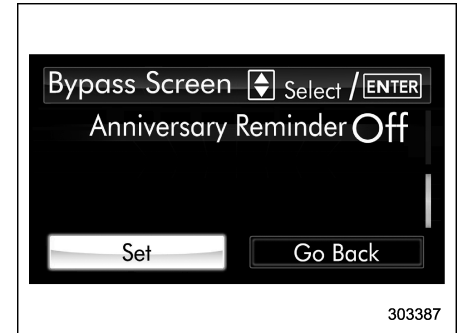 Bypass Screen Select / ENTER
Anniversary Reminder Off
Set Go Back
303387